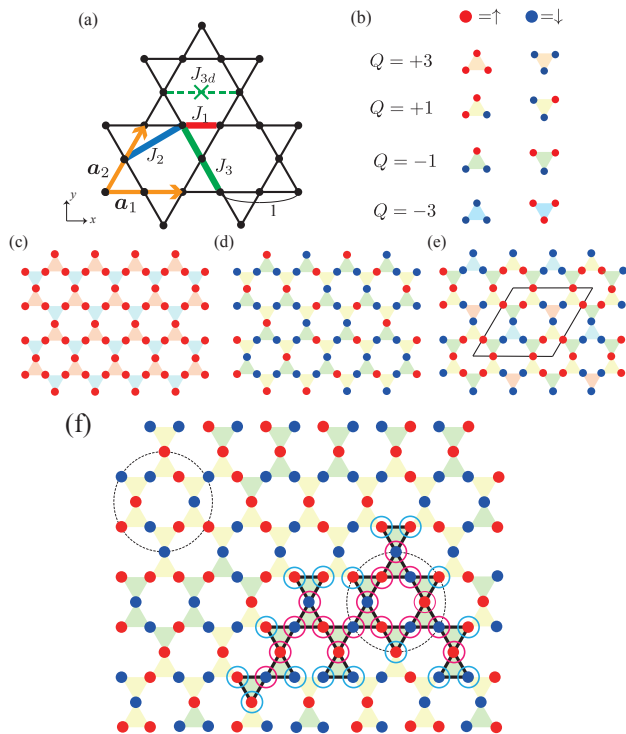 (a)
J3d
J1
J2
J3
a2
a1
1
y
x
(b)
=↑
=↓
Q = +3
Q = +1
Q = −1
Q = −3
(c)
(d)
(e)
(f)